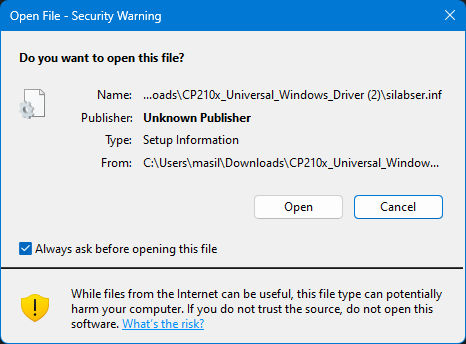 Open File - Security Warning
Do you want to open this file?
Name: ...oads\CP210x_Universal_Windows_Driver (2)\silabser.inf
Publisher: Unknown Publisher
Type: Setup Information
From: C:\Users\masil\Downloads\CP210x_Universal_Window...
Open Cancel
Always ask before opening this file
While files from the Internet can be useful, this file type can potentially
harm your computer. If you do not trust the source, do not open this
software. What's the risk?